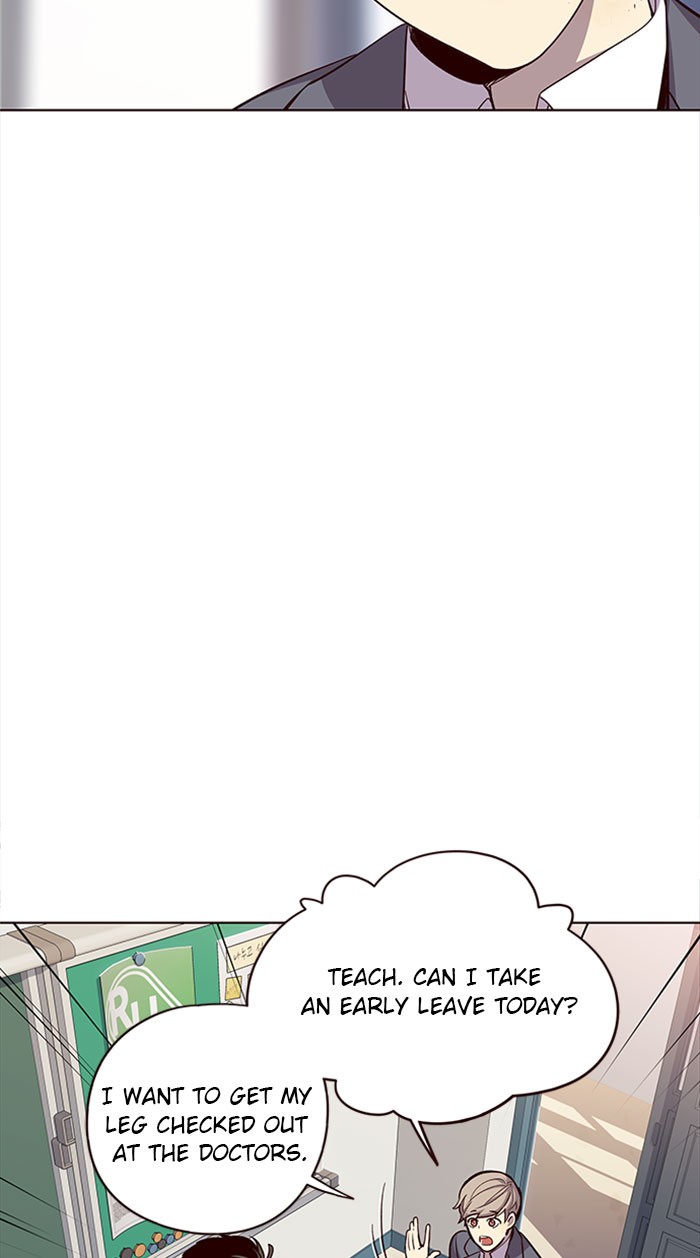 TEACH. CAN I TAKE
AN EARLY LEAVE TODAY?
I WANT TO GET MY
LEG CHECKED OUT
AT THE DOCTORS.